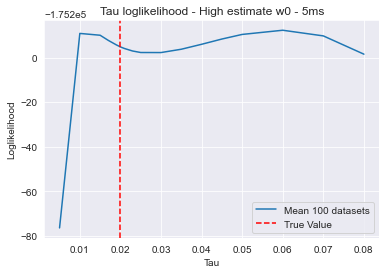 −1.752e5
Tau loglikelihood - High estimate w0 - 5ms
0
−20
−40
−60
−80
Loglikelihood
0.01 0.02 0.03 0.04 0.05 0.06 0.07 0.08
Tau
Mean 100 datasets
True Value